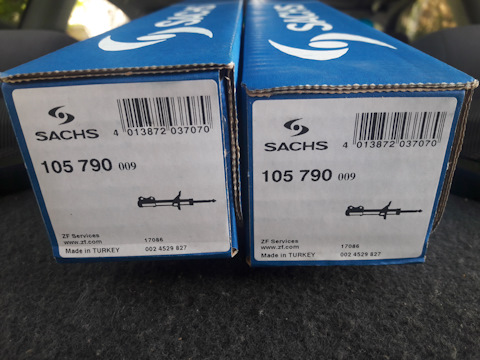 SACHS
SACHS
SACHS
4 013872 037070
105 790 009
ZF Services
www.zf.com
17086
Made in TURKEY
002 4529 827
SACHS
4 013872 037070
105 790 009
ZF Services
www.zf.com
17086
Made in TURKEY
002 4529 827